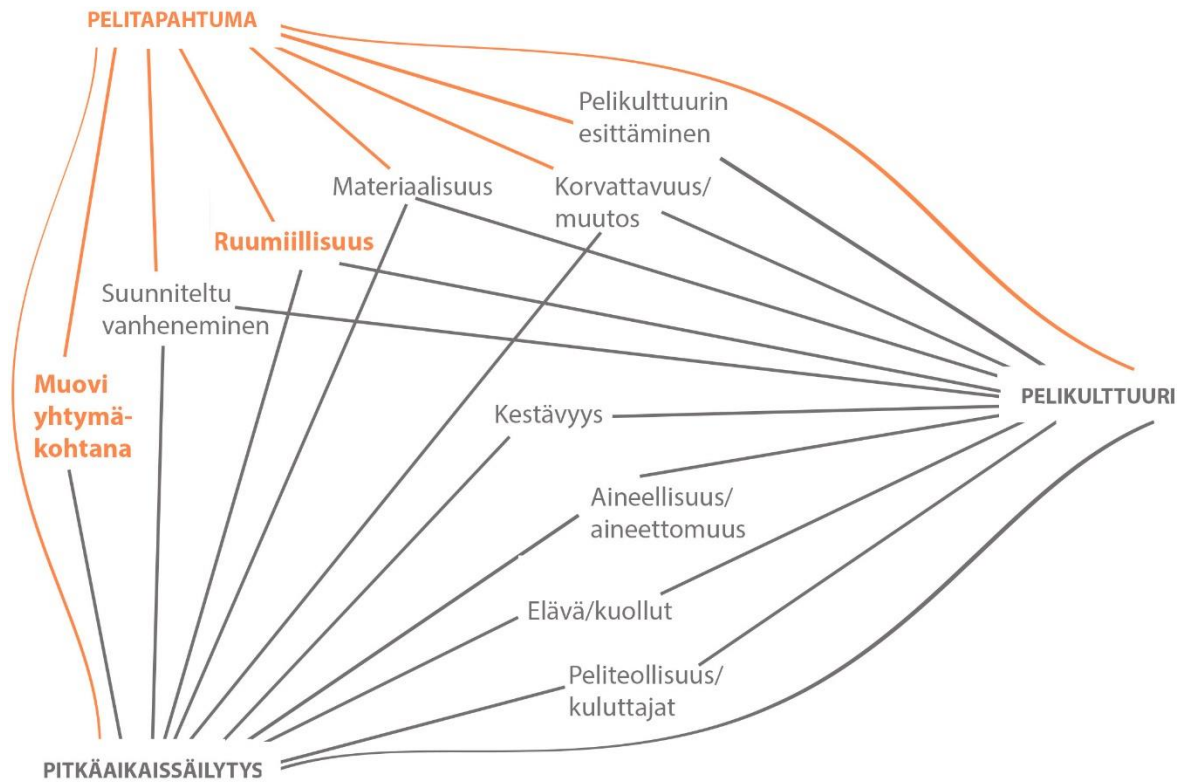 PELITAPAHTUMA
Pelikulttuurin
esittäminen
Materiaalisuus
Korvattavuus/
muutos
Ruumiillisuus
Suunniteltu
vanheneminen
Muovi
yhtymä-
kohtana
PELIKULTTUURI
Kestävyys
Aineellisuus/
aineettomuus
Elävä/kuollut
Peliteollisuus/
kuluttajat
PITKÄAIKAISSÄILYTYS